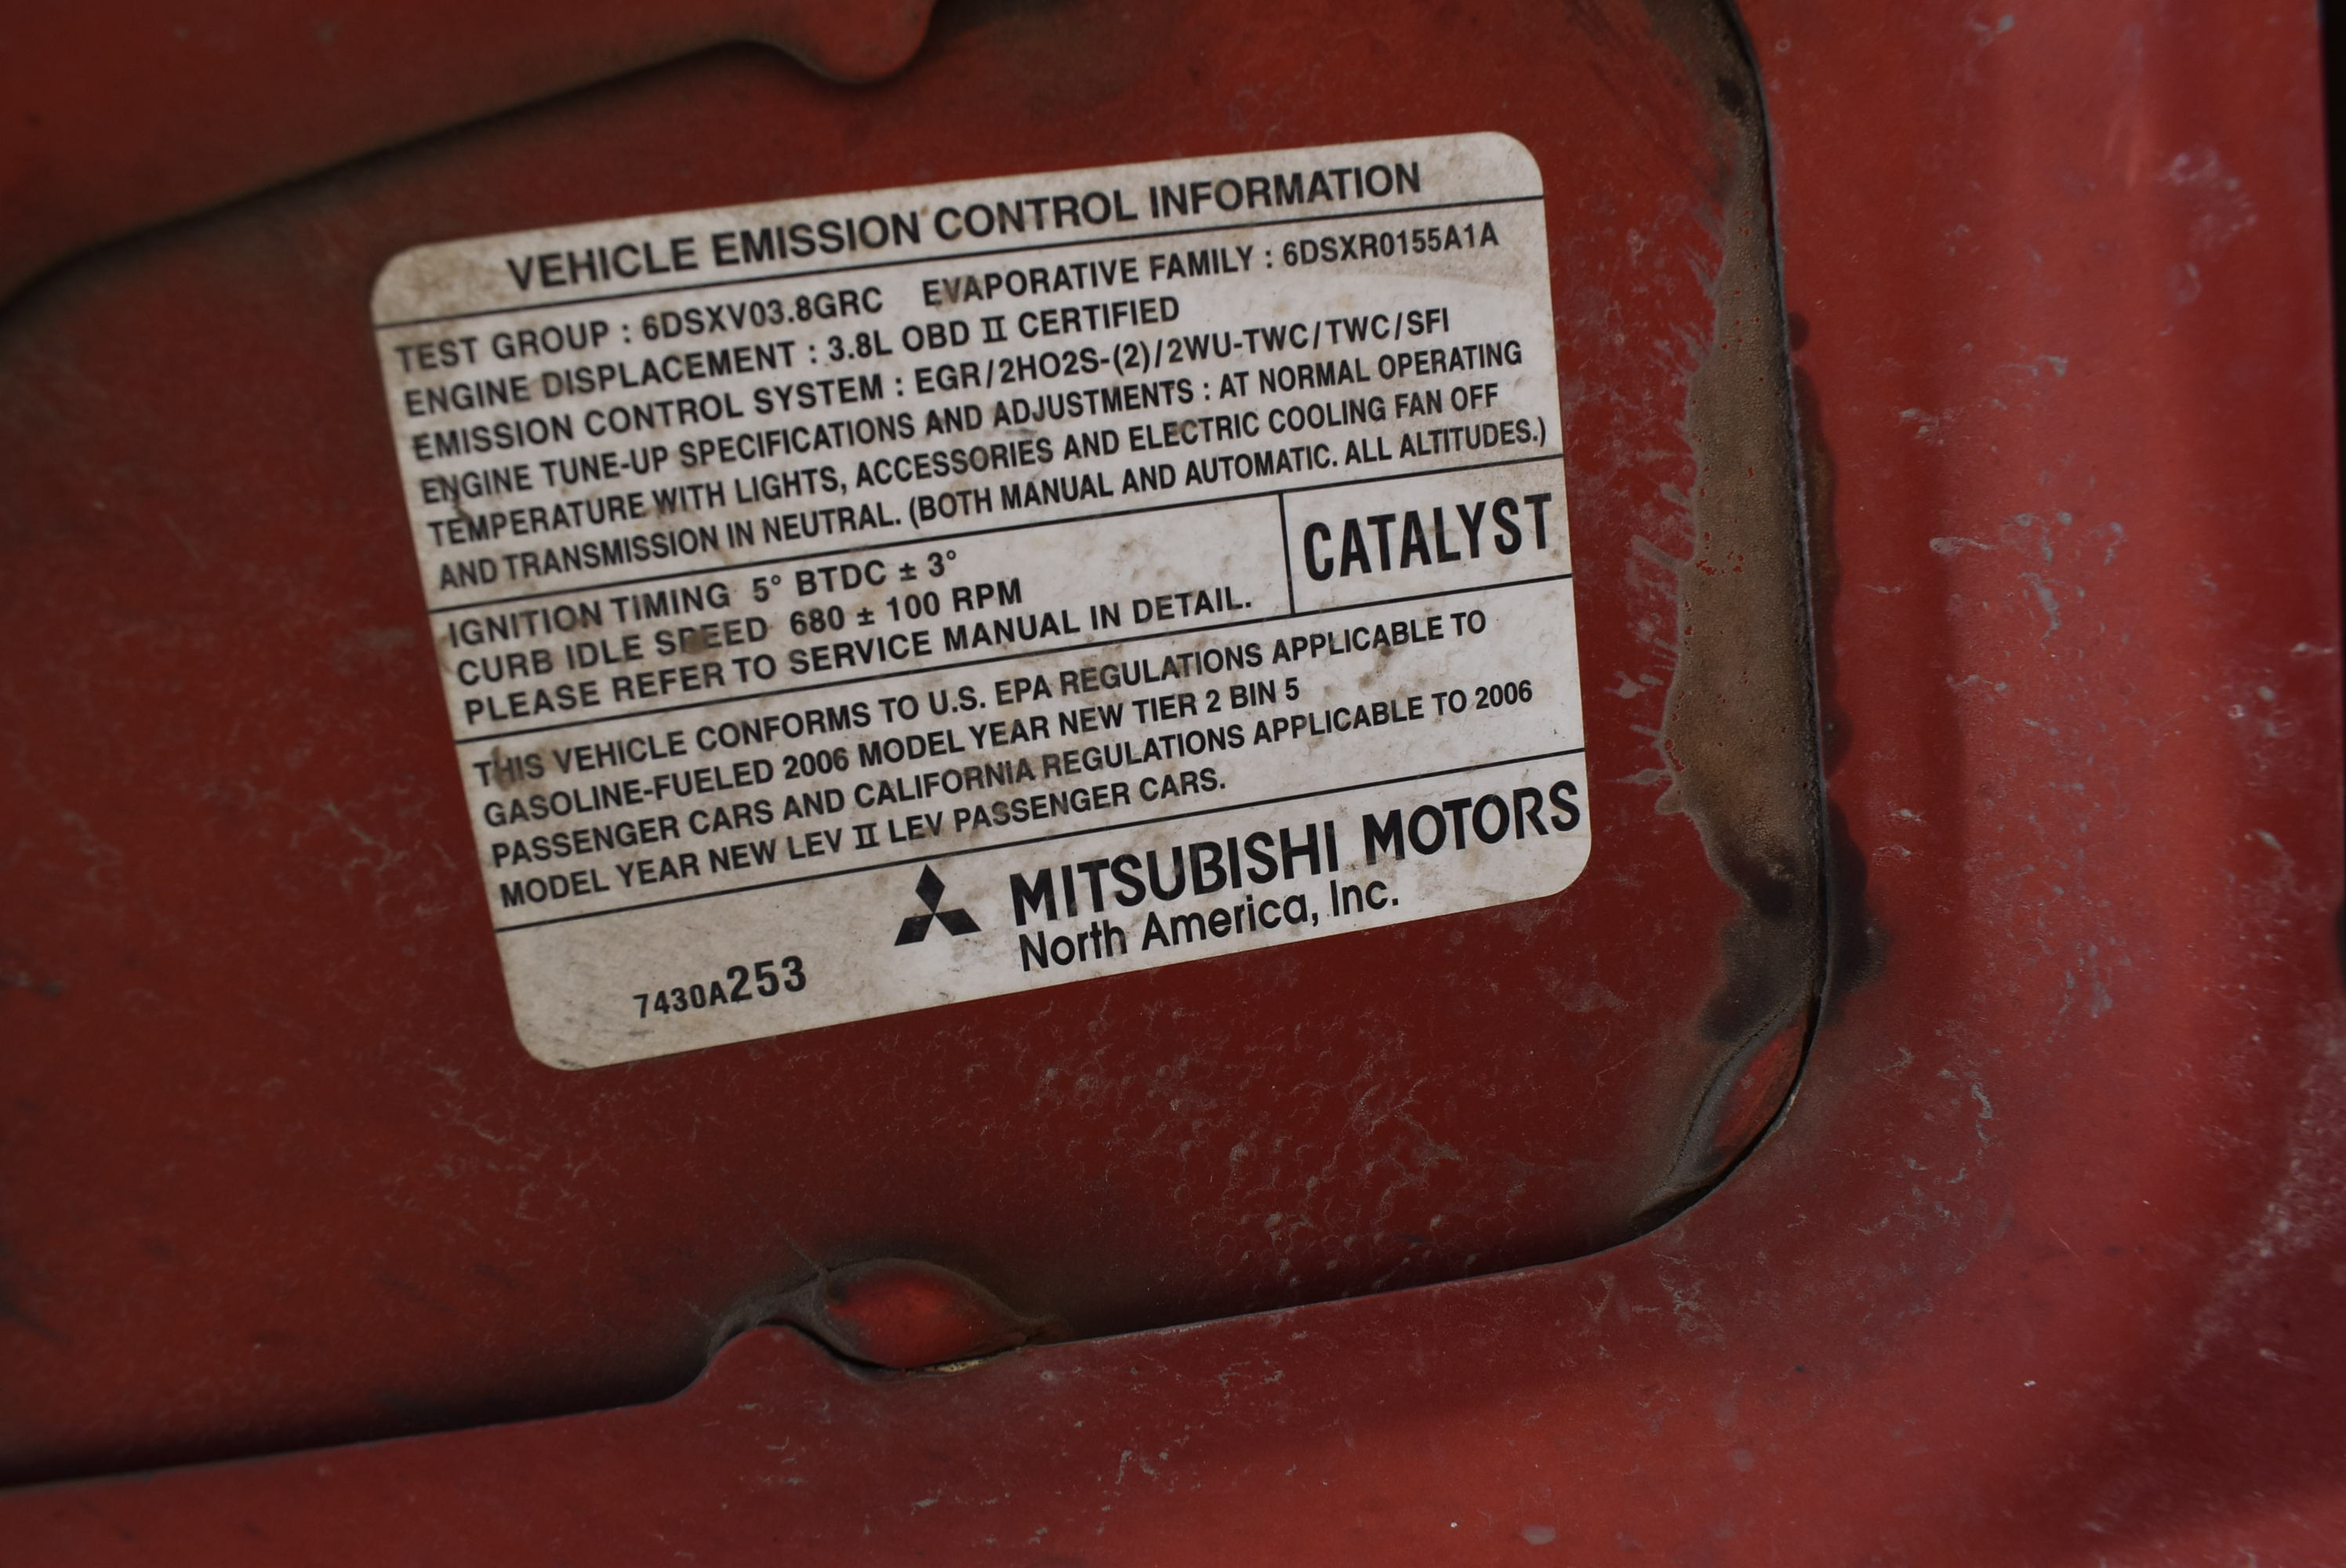 VEHICLE EMISSION CONTROL INFORMATION
TEST GROUP : 6DSXV03.8GRC EVAPORATIVE FAMILY : 6DSXR0155A1A
ENGINE DISPLACEMENT : 3.8L OBD II CERTIFIED
EMISSION CONTROL SYSTEM : EGR/2HO2S-(2)/2WU-TWC/TWC/SFI
ENGINE TUNE-UP SPECIFICATIONS AND ADJUSTMENTS : AT NORMAL OPERATING
TEMPERATURE WITH LIGHTS, ACCESSORIES AND ELECTRIC COOLING FAN OFF
AND TRANSMISSION IN NEUTRAL. (BOTH MANUAL AND AUTOMATIC. ALL ALTITUDES.)
IGNITION TIMING 5° BTDC ± 3°
CURB IDLE SPEED 680 ± 100 RPM
PLEASE REFER TO SERVICE MANUAL IN DETAIL.
CATALYST
THIS VEHICLE CONFORMS TO U.S. EPA REGULATIONS APPLICABLE TO
GASOLINE-FUELED 2006 MODEL YEAR NEW TIER 2 BIN 5
PASSENGER CARS AND CALIFORNIA REGULATIONS APPLICABLE TO 2006
MODEL YEAR NEW LEV II LEV PASSENGER CARS.
MITSUBISHI MOTORS
North America, Inc.
7430A253